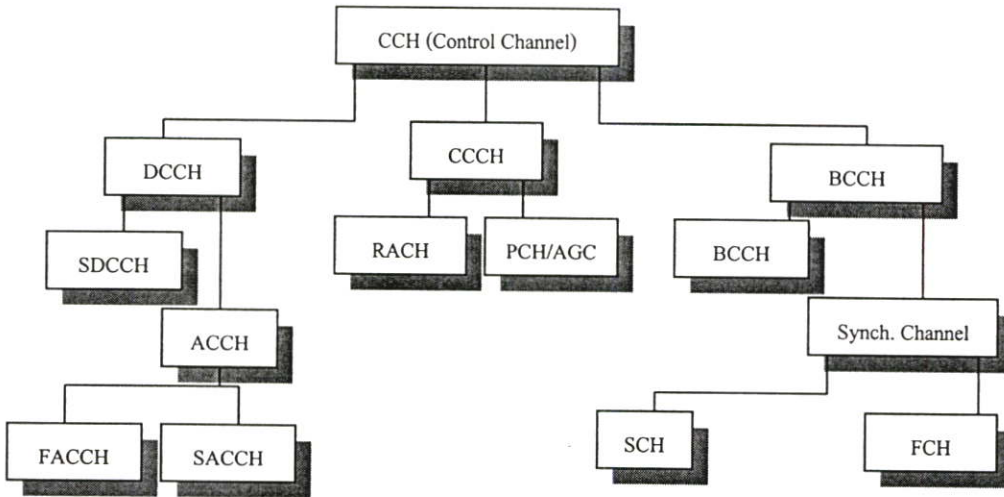 CCH (Control Channel)
DCCH
CCCH
BCCH
SDCCH
RACH
PCH/AGC
BCCH
ACCH
Synch. Channel
FACCH
SACCH
SCH
FCH